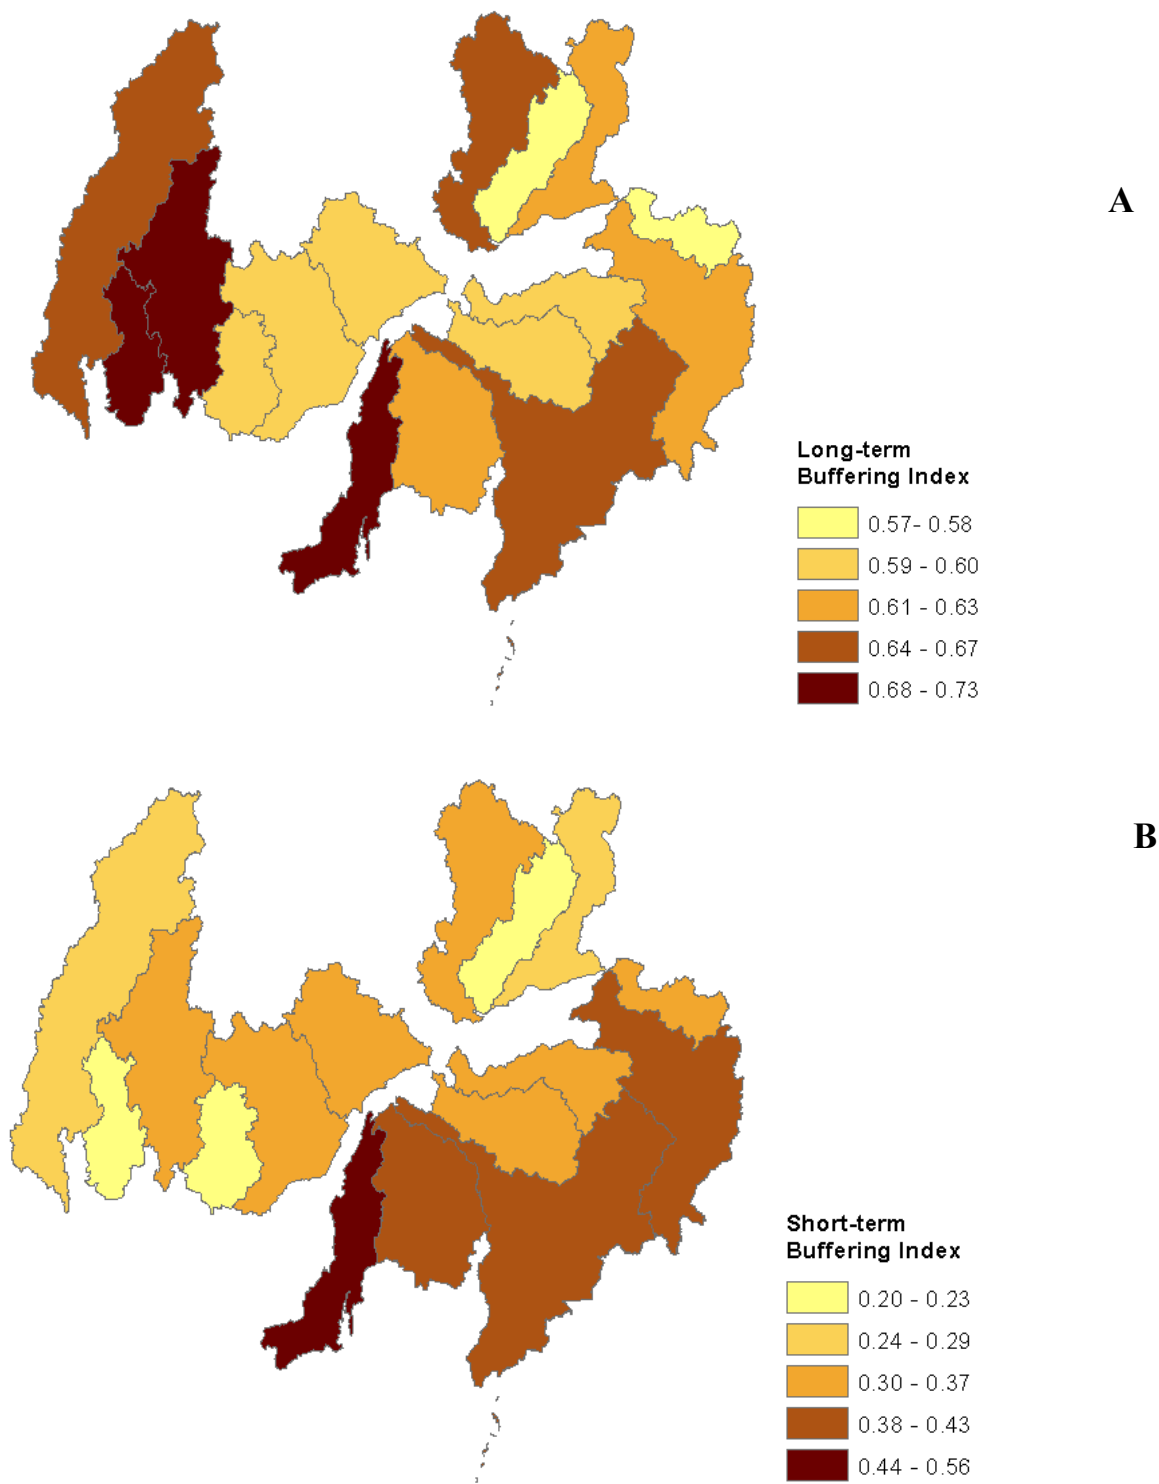 A
Long-term
Buffering Index
0.57- 0.58
0.59 - 0.60
0.61 - 0.63
0.64 - 0.67
0.68 - 0.73
B
Short-term
Buffering Index
0.20 - 0.23
0.24 - 0.29
0.30 - 0.37
0.38 - 0.43
0.44 - 0.56